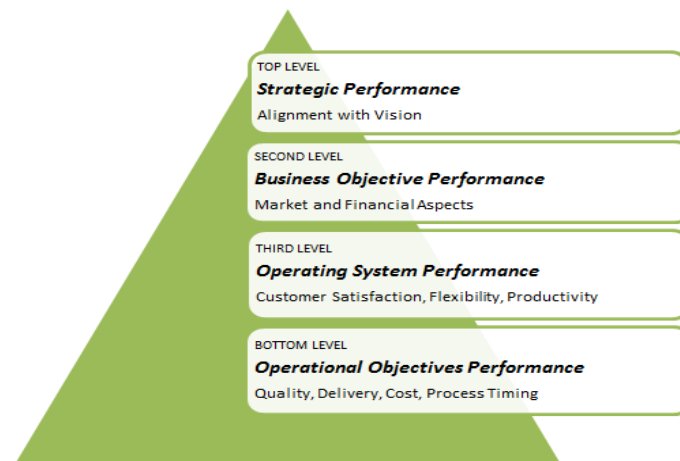 TOP LEVEL
Strategic Performance
Alignment with Vision
SECOND LEVEL
Business Objective Performance
Market and Financial Aspects
THIRD LEVEL
Operating System Performance
Customer Satisfaction, Flexibility, Productivity
BOTTOM LEVEL
Operational Objectives Performance
Quality, Delivery, Cost, Process Timing